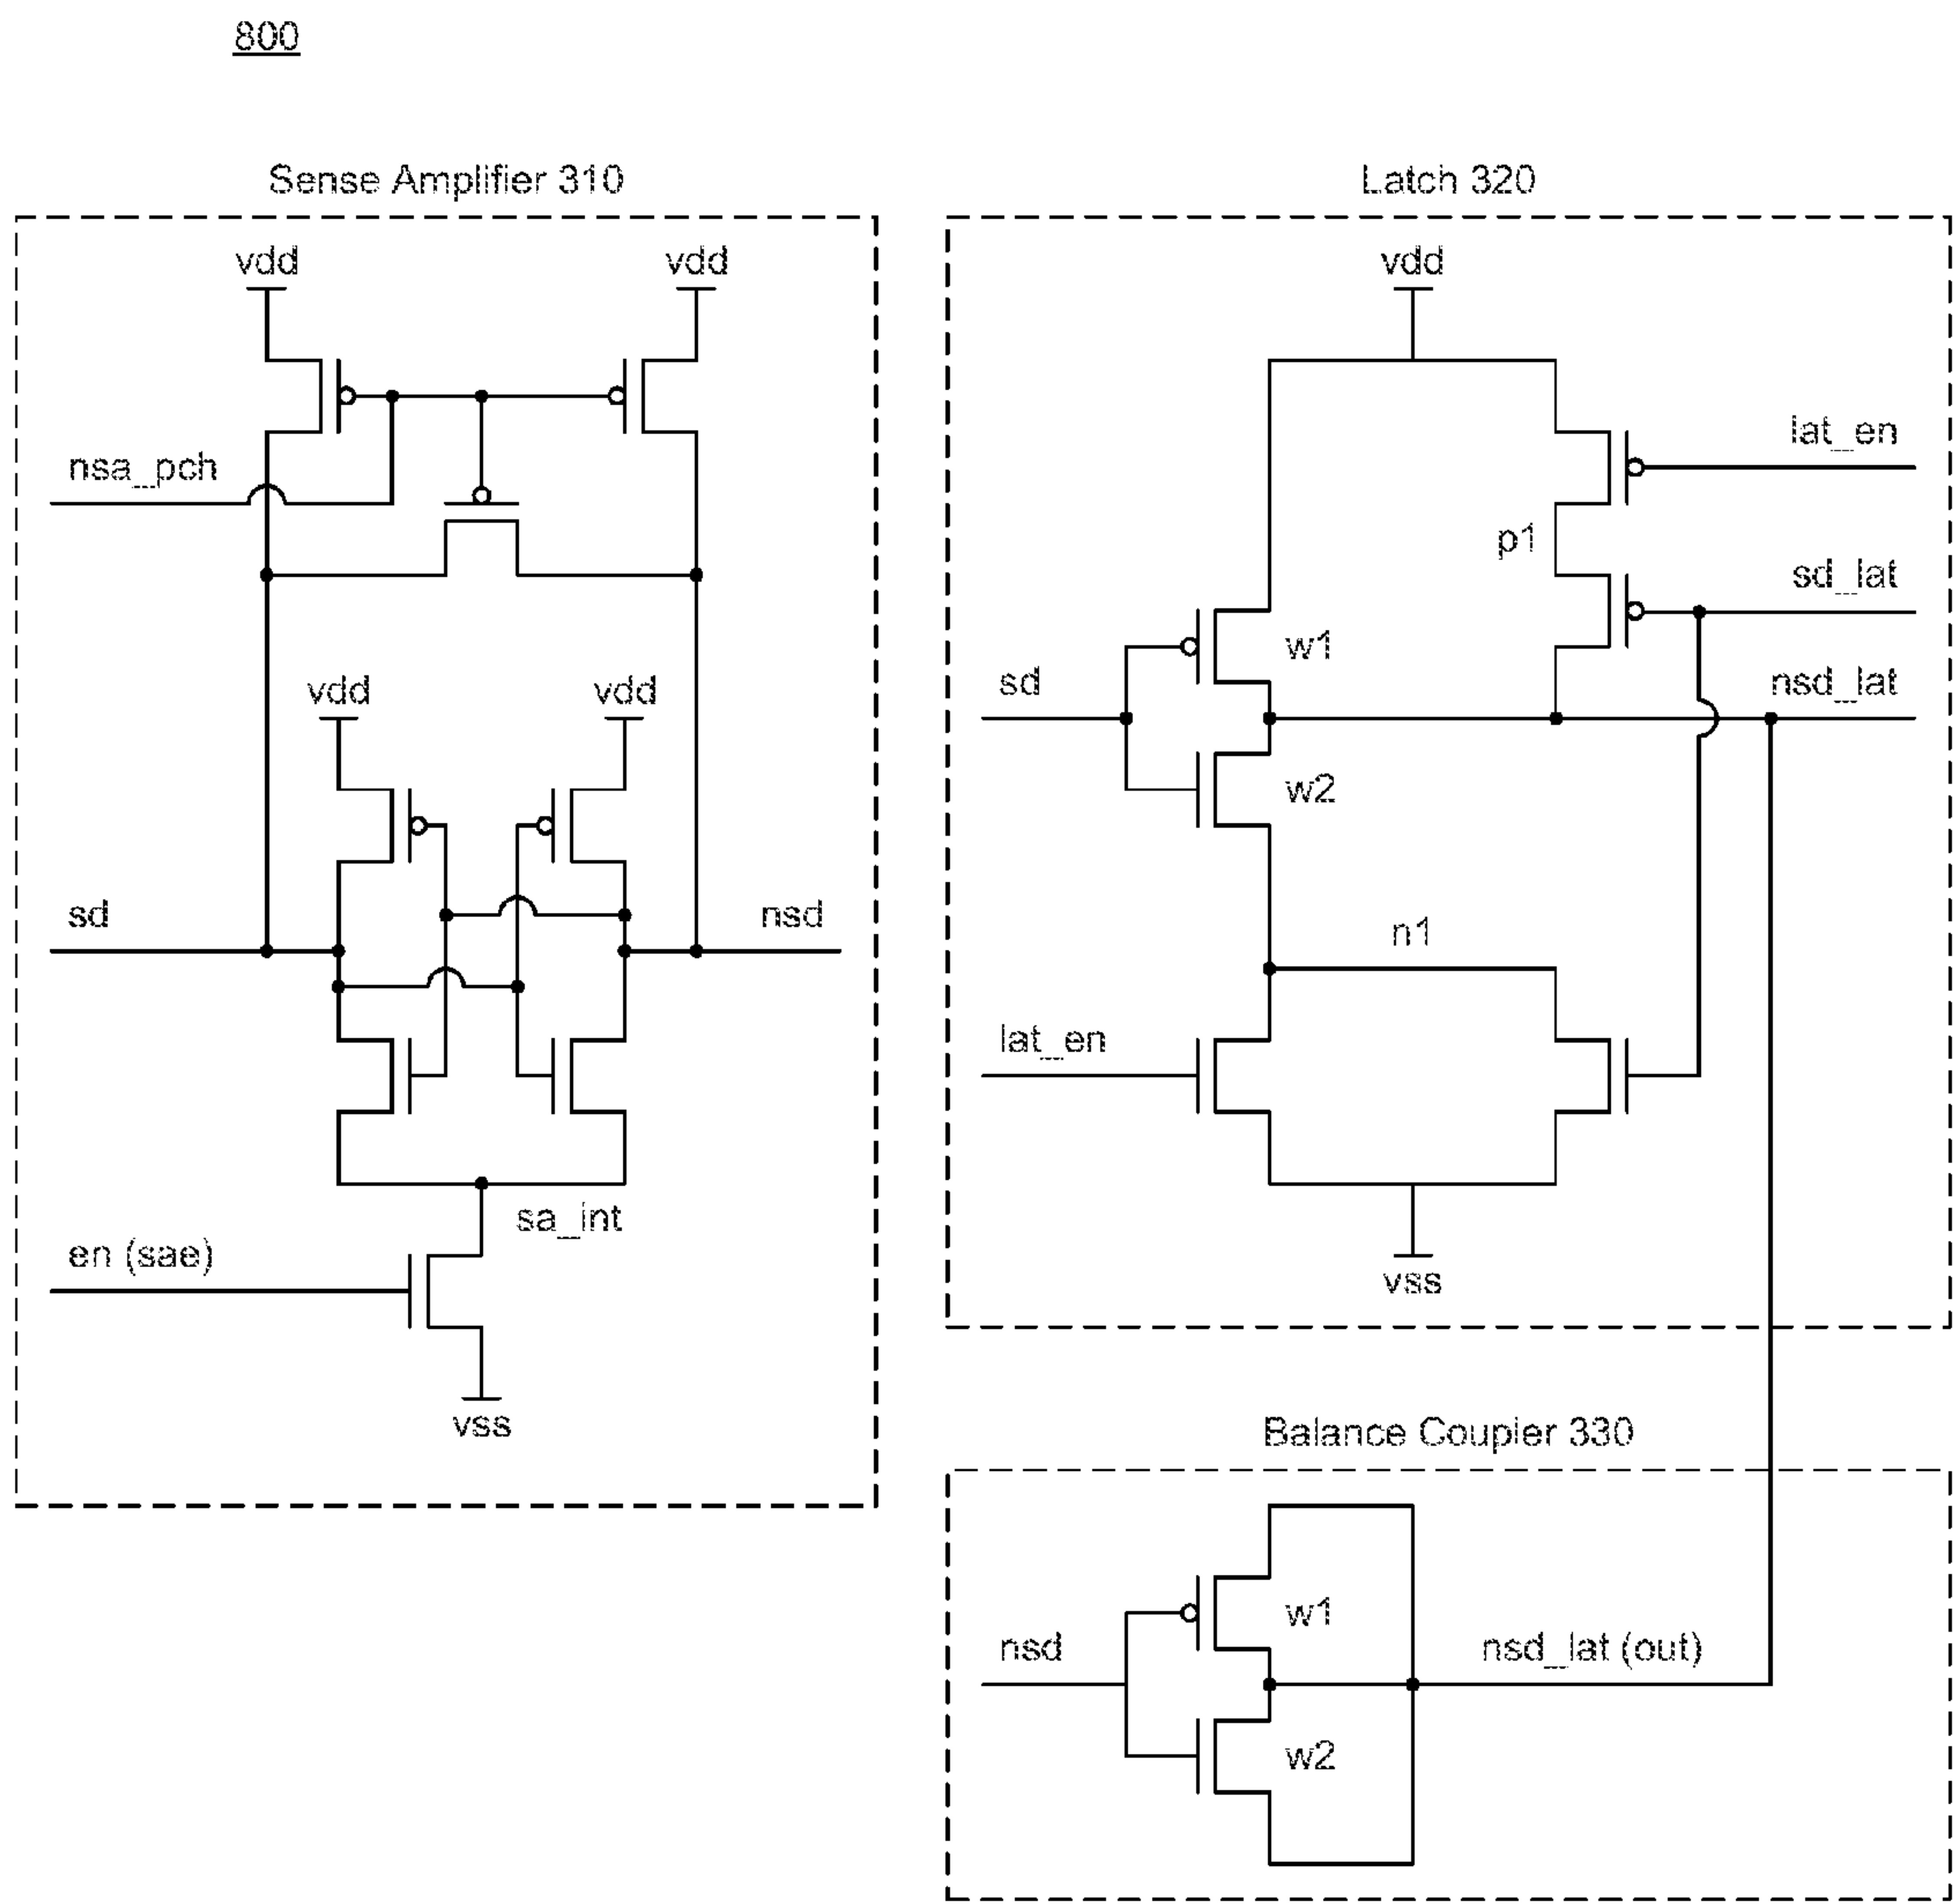 800
Sense Amplifier 310
vdd
vdd
nsa_pch
vdd
vdd
sd
nsd
sa_int
en (sae)
vss
Latch 320
vdd
lat_en
p1
sd_lat
w1
sd
nsd_lat
w2
n1
lat_en
vss
Balance Coupler 330
w1
nsd
nsd_lat (out)
w2